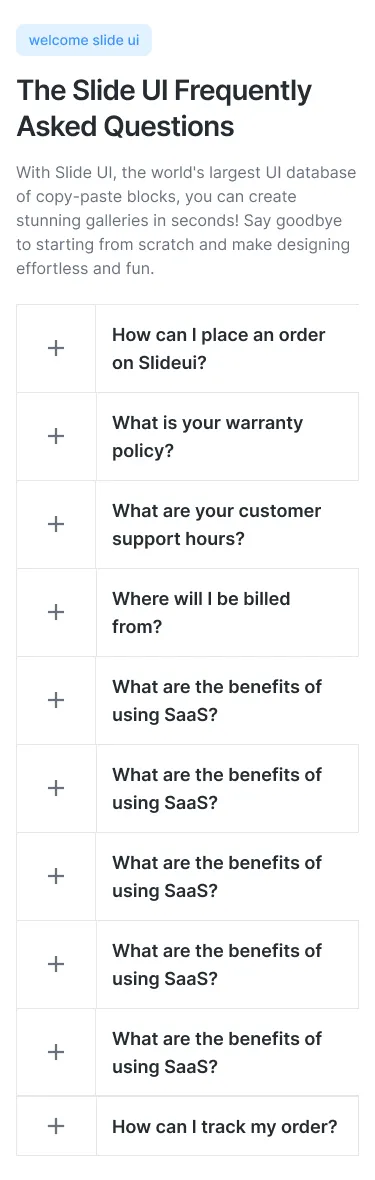 welcome slide ui
The Slide UI Frequently
Asked Questions
With Slide UI, the world's largest UI database
of copy-paste blocks, you can create
stunning galleries in seconds! Say goodbye
to starting from scratch and make designing
effortless and fun.
How can I place an order
on Slideui?
What is your warranty
policy?
What are your customer
support hours?
Where will I be billed
from?
What are the benefits of
using SaaS?
What are the benefits of
using SaaS?
What are the benefits of
using SaaS?
What are the benefits of
using SaaS?
What are the benefits of
using SaaS?
How can I track my order?